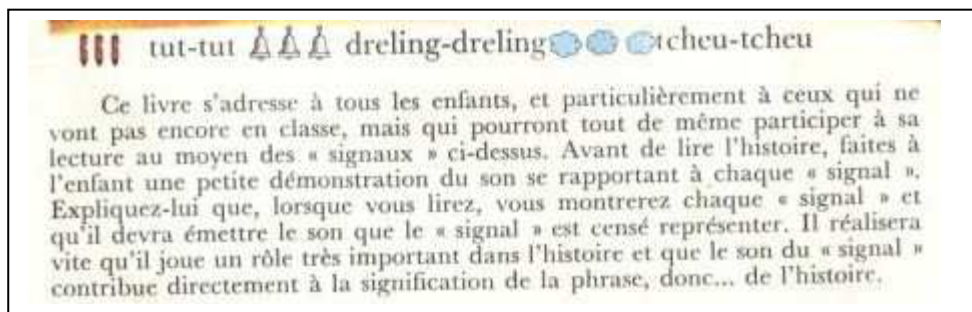 tut-tut dreling-dreling tcheu-tcheu
Ce livre s'adresse à tous les enfants, et particulièrement à ceux qui ne
vont pas encore en classe, mais qui pourront tout de même participer à sa
lecture au moyen des « signaux » ci-dessus. Avant de lire l'histoire, faites à
l'enfant une petite démonstration du son se rapportant à chaque « signal ».
Expliquez-lui que, lorsque vous lirez, vous montrerez chaque « signal » et
qu'il devra émettre le son que le « signal » est censé représenter. Il réalisera
vite qu'il joue un rôle très important dans l'histoire et que le son du « signal »
contribue directement à la signification de la phrase, donc... de l'histoire.